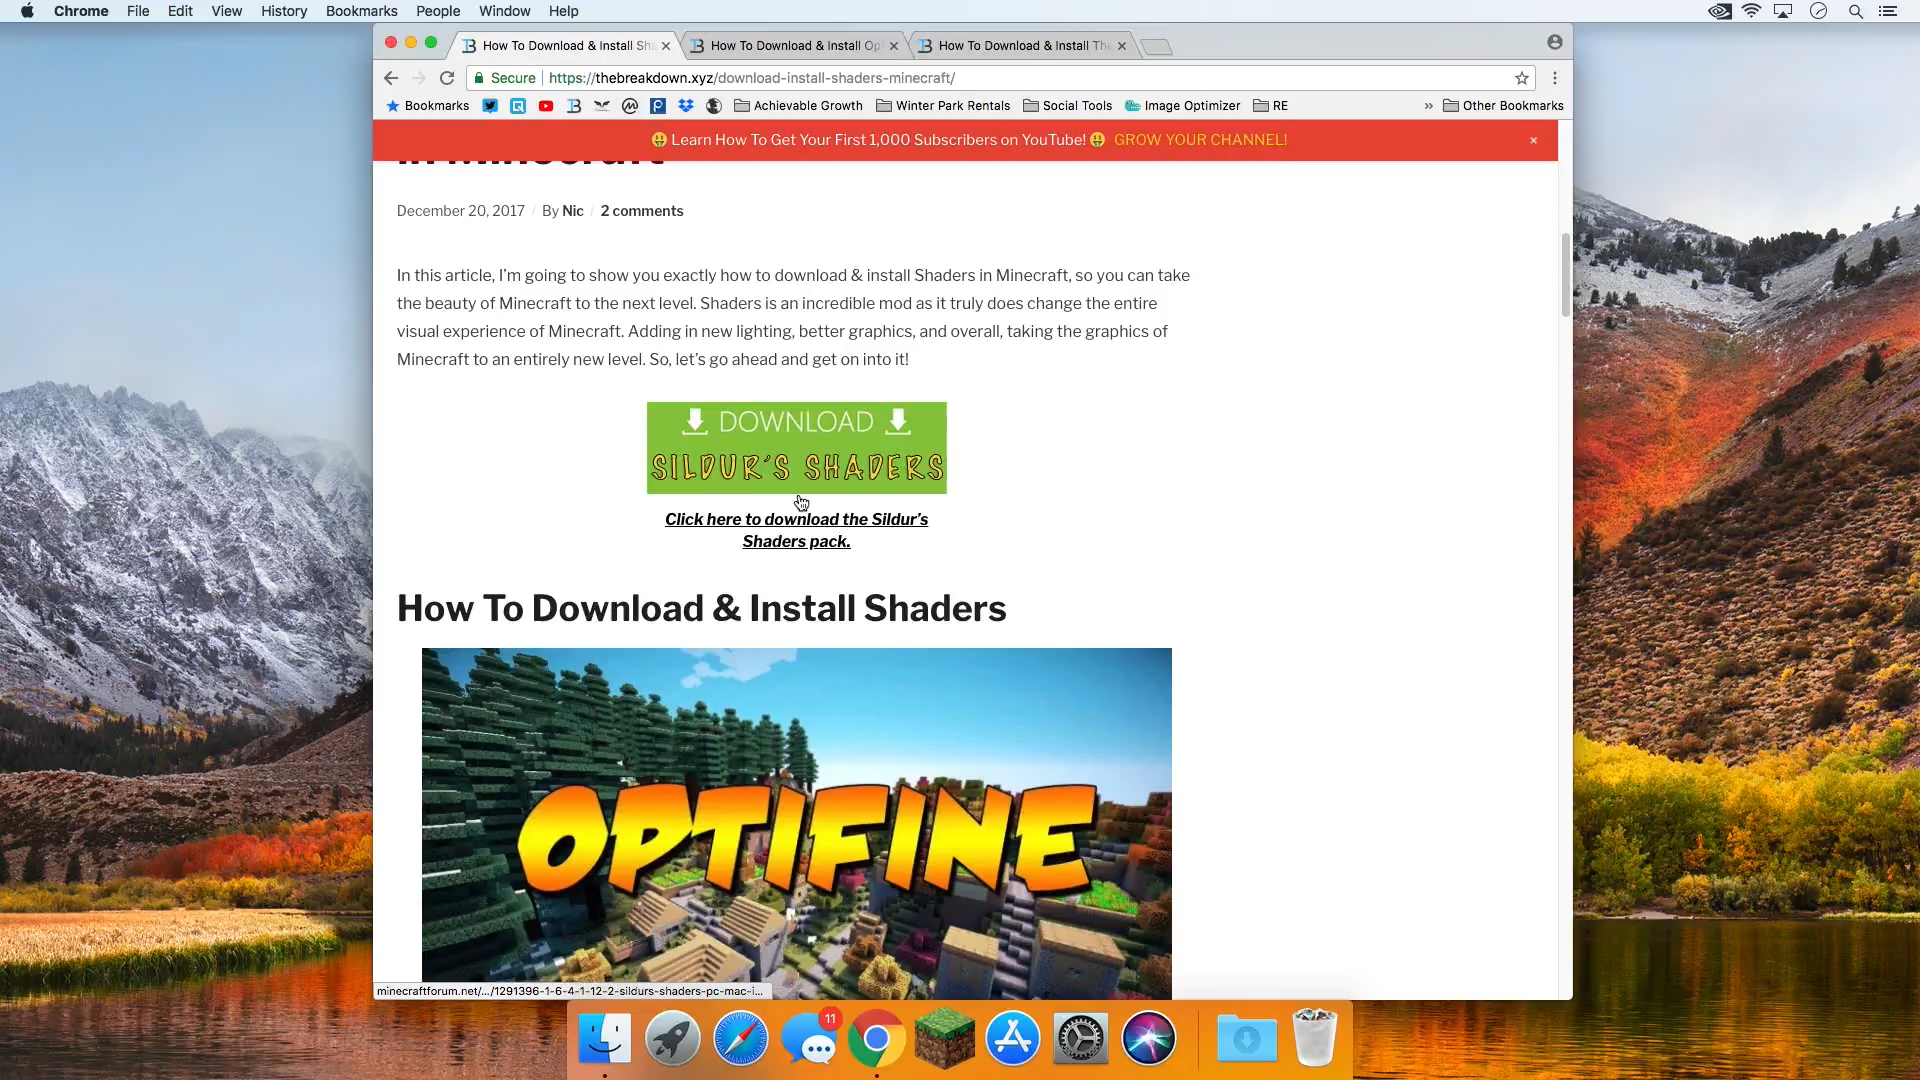 Chrome File Edit View History Bookmarks People Window Help
How To Download & Install Sha
How To Download & Install Op
How To Download & Install The
Secure https://thebreakdown.xyz/download-install-shaders-minecraft/
Bookmarks Achievable Growth Winter Park Rentals Social Tools Image Optimizer RE » Other Bookmarks
Learn How To Get Your First 1,000 Subscribers on YouTube! GROW YOUR CHANNEL! ×
in Minecraft
December 20, 2017 / By Nic / 2 comments
In this article, I'm going to show you exactly how to download & install Shaders in Minecraft, so you can take
the beauty of Minecraft to the next level. Shaders is an incredible mod as it truly does change the entire
visual experience of Minecraft. Adding in new lighting, better graphics, and overall, taking the graphics of
Minecraft to an entirely new level. So, let's go ahead and get on into it!
DOWNLOAD
SILDUR'S SHADERS
Click here to download the Sildur's
Shaders pack.
How To Download & Install Shaders
OPTIFINE
minecraftforum.net/.../1291396-1-6-4-1-12-2-sildurs-shaders-pc-mac-i...
11